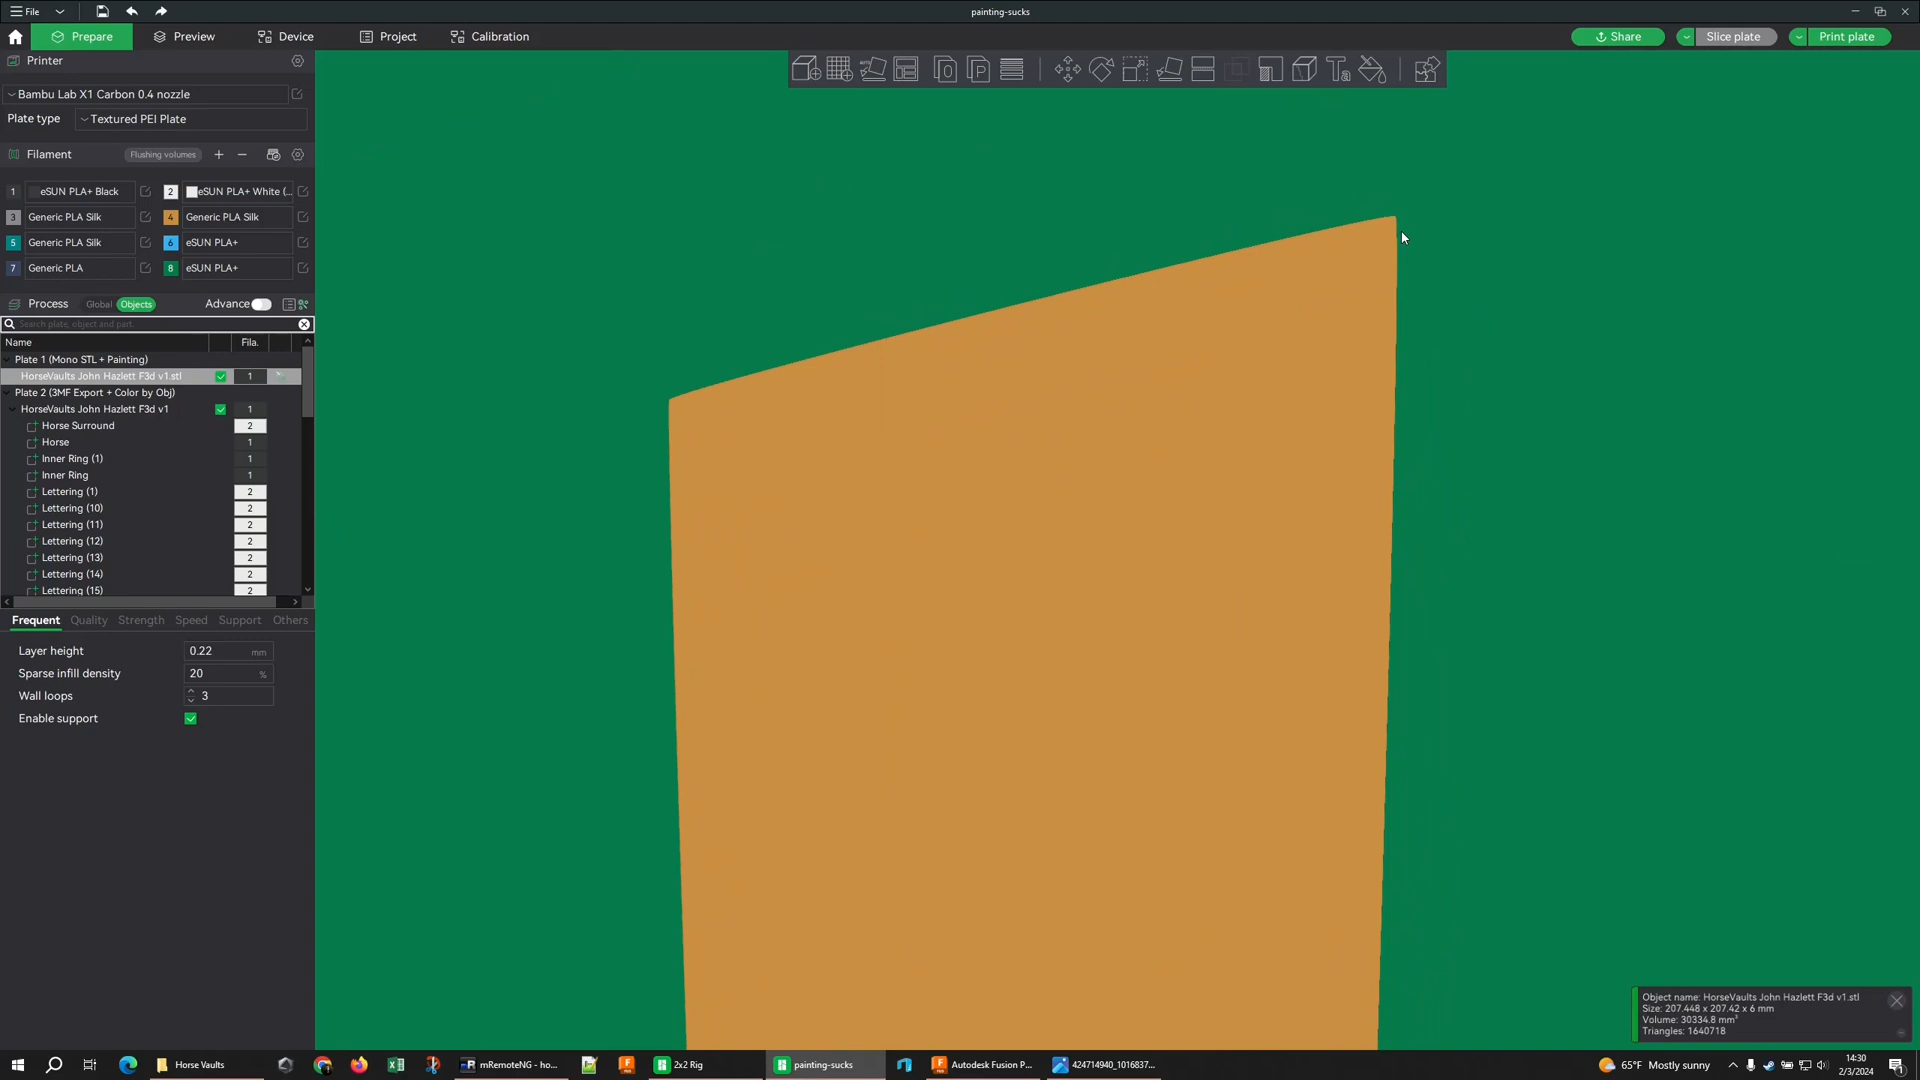 File
painting-sucks
Prepare
Preview
Device
Project
Calibration
Share
Slice plate
Print plate
Printer
Bambu Lab X1 Carbon 0.4 nozzle
Plate type
Textured PEI Plate
Filament
Flushing volumes
1 eSUN PLA+ Black
2 eSUN PLA+ White (...
3 Generic PLA Silk
4 Generic PLA Silk
5 Generic PLA Silk
6 eSUN PLA+
7 Generic PLA
8 eSUN PLA+
Process Global Objects Advance
Search plate, object and part.
Name Fila.
Plate 1 (Mono STL + Painting)
HorseVaults John Hazlett F3d v1.stl 1
Plate 2 (3MF Export + Color by Obj)
HorseVaults John Hazlett F3d v1 1
Horse Surround 2
Horse 1
Inner Ring (1) 1
Inner Ring 1
Lettering (1) 2
Lettering (10) 2
Lettering (11) 2
Lettering (12) 2
Lettering (13) 2
Lettering (14) 2
Lettering (15) 2
Frequent Quality Strength Speed Support Others
Layer height 0.22 mm
Sparse infill density 20 %
Wall loops 3
Enable support
Object name: HorseVaults John Hazlett F3d v1.stl
Size: 207.448 x 207.42 x 6 mm
Volume: 30334.8 mm³
Triangles: 1640718
Horse Vaults
mRemoteNG - ho...
2x2 Rig
painting-sucks
Autodesk Fusion P...
424714940_1016837...
65°F Mostly sunny
14:30
2/3/2024